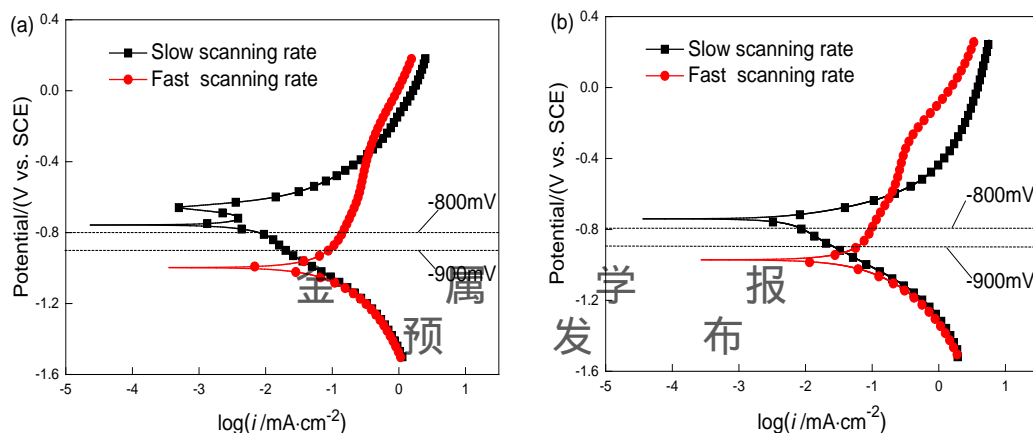 (a)
0.4
0.0
-0.4
-0.8
-1.2
-1.6
Potential/(V vs. SCE)
Slow scanning rate
Fast scanning rate
-800mV
-900mV
-5
-4
-3
-2
-1
0
1
log(i /mA·cm-2)
(b)
0.4
0.0
-0.4
-0.8
-1.2
-1.6
Potential/(V vs. SCE)
Slow scanning rate
Fast scanning rate
-800mV
-900mV
-5
-4
-3
-2
-1
0
1
log(i /mA·cm-2)
金 属 学 报
预 发 布